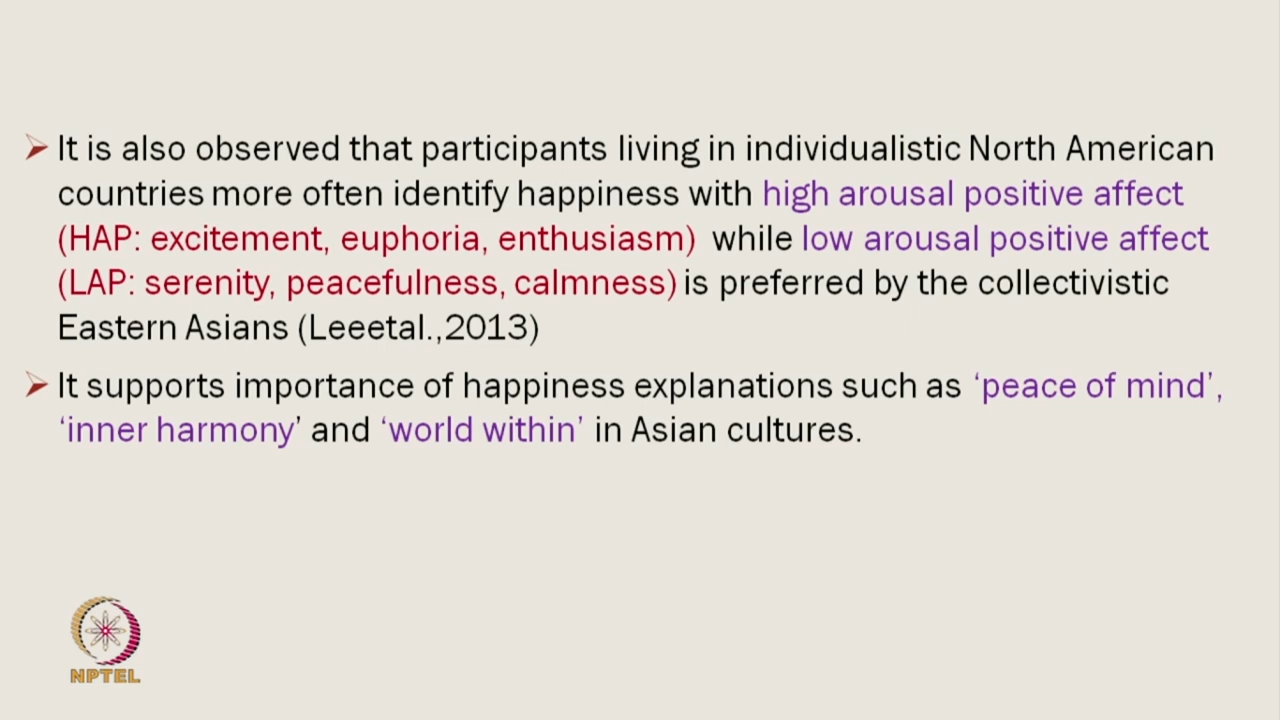 It is also observed that participants living in individualistic North American
countries more often identify happiness with high arousal positive affect
(HAP: excitement, euphoria, enthusiasm) while low arousal positive affect
(LAP: serenity, peacefulness, calmness) is preferred by the collectivistic
Eastern Asians (Leeetal.,2013)
It supports importance of happiness explanations such as ‘peace of mind’,
‘inner harmony’ and ‘world within’ in Asian cultures.
NPTEL